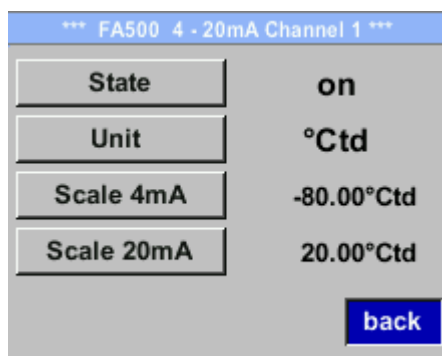 *** FA500 4 - 20mA Channel 1 ***
State on
Unit °Ctd
Scale 4mA -80.00°Ctd
Scale 20mA 20.00°Ctd
back